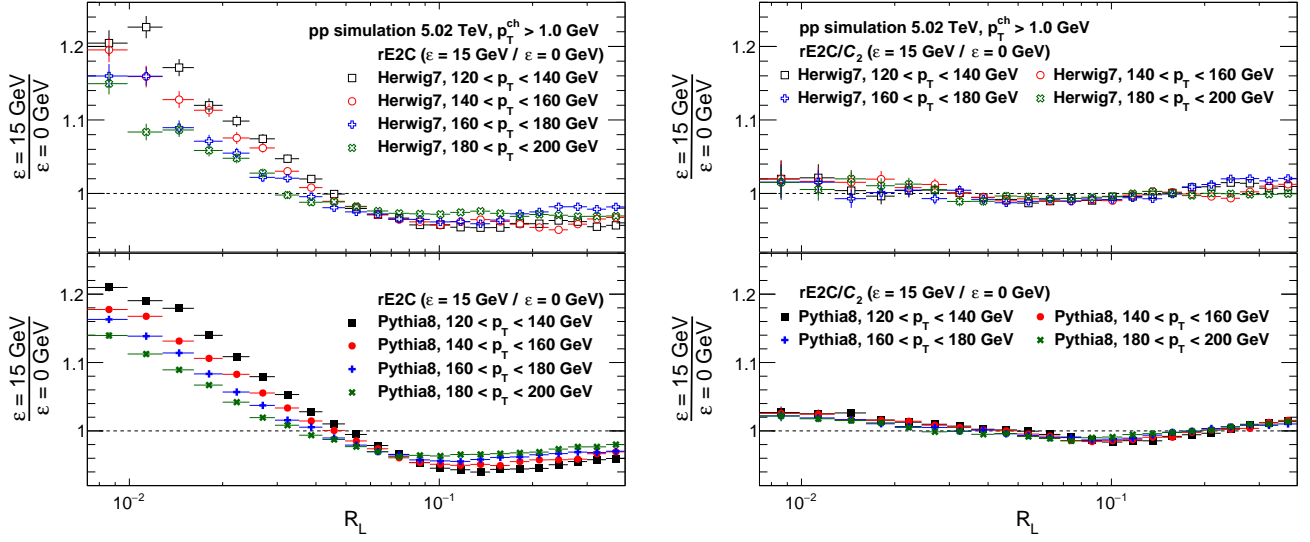 pp simulation 5.02 TeV, p_T^ch > 1.0 GeV
rE2C (ε = 15 GeV / ε = 0 GeV)
Herwig7, 120 < p_T < 140 GeV
Herwig7, 140 < p_T < 160 GeV
Herwig7, 160 < p_T < 180 GeV
Herwig7, 180 < p_T < 200 GeV
1.2
1.1
1
ε = 15 GeV
ε = 0 GeV
rE2C (ε = 15 GeV / ε = 0 GeV)
Pythia8, 120 < p_T < 140 GeV
Pythia8, 140 < p_T < 160 GeV
Pythia8, 160 < p_T < 180 GeV
Pythia8, 180 < p_T < 200 GeV
1.2
1.1
1
ε = 15 GeV
ε = 0 GeV
10^−2 10^−1
R_L
pp simulation 5.02 TeV, p_T^ch > 1.0 GeV
rE2C/C_2 (ε = 15 GeV / ε = 0 GeV)
Herwig7, 120 < p_T < 140 GeV Herwig7, 140 < p_T < 160 GeV
Herwig7, 160 < p_T < 180 GeV Herwig7, 180 < p_T < 200 GeV
1.2
1.1
1
ε = 15 GeV
ε = 0 GeV
rE2C/C_2 (ε = 15 GeV / ε = 0 GeV)
Pythia8, 120 < p_T < 140 GeV Pythia8, 140 < p_T < 160 GeV
Pythia8, 160 < p_T < 180 GeV Pythia8, 180 < p_T < 200 GeV
1.2
1.1
1
ε = 15 GeV
ε = 0 GeV
10^−2 10^−1
R_L